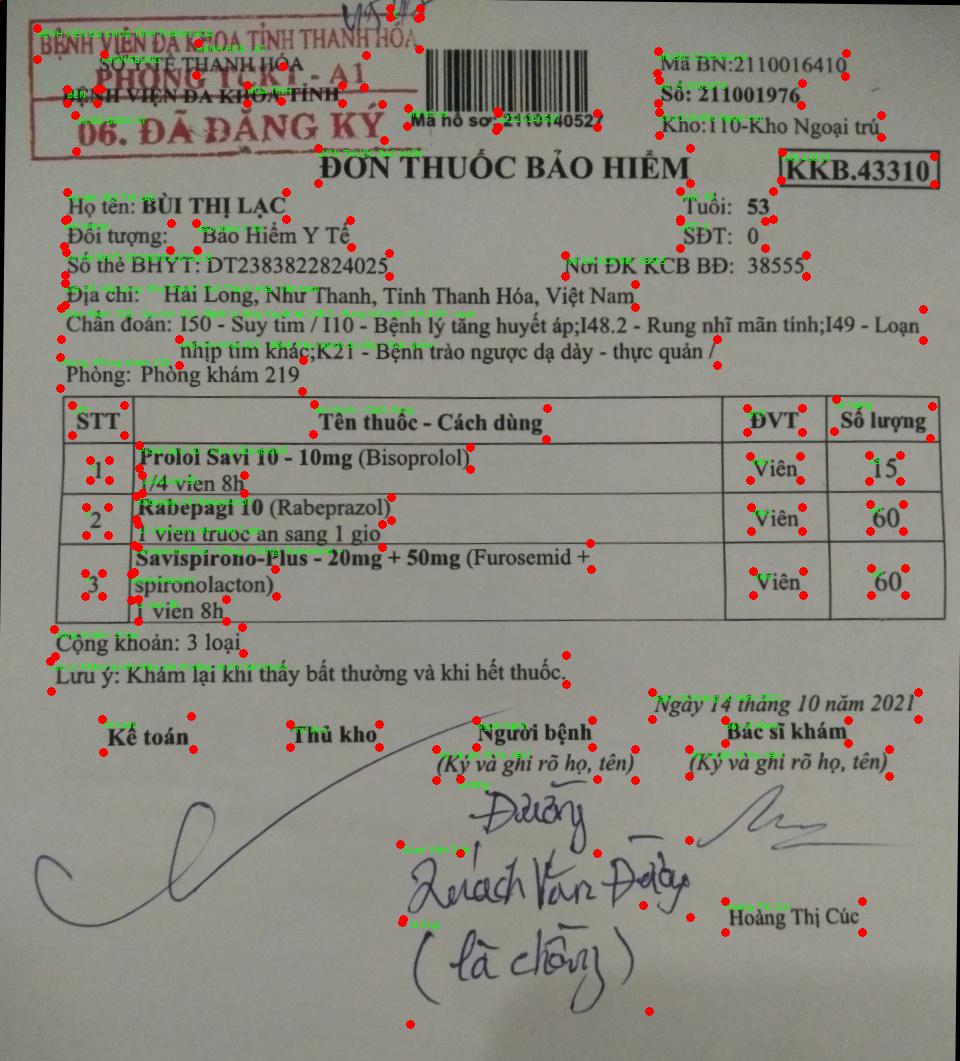 BỆNH VIỆN ĐA KHOA TỈNH THANH HÓA
SỞ Y TẾ THANH HÓA
PHÒNG TCKT - A1
BỆNH VIỆN ĐA KHOA TỈNH
06. ĐÃ ĐĂNG KÝ
Mã hồ sơ: 2110140527
Mã BN:2110016410
Số: 211001976
Kho:110-Kho Ngoại trú
ĐƠN THUỐC BẢO HIỂM
KKB.43310
Họ tên: BÙI THỊ LẠC Tuổi: 53
Đối tượng: Bảo Hiểm Y Tế SĐT: 0
Số thẻ BHYT: DT2383822824025 Nơi ĐK KCB BĐ: 38555
Địa chỉ: Hải Long, Như Thanh, Tỉnh Thanh Hóa, Việt Nam
Chẩn đoán: I50 - Suy tim / I10 - Bệnh lý tăng huyết áp;I48.2 - Rung nhĩ mãn tính;I49 - Loạn
nhịp tim khác;K21 - Bệnh trào ngược dạ dày - thực quản /
Phòng: Phòng khám 219
STT Tên thuốc - Cách dùng ĐVT Số lượng
1 Prolol Savi 10 - 10mg (Bisoprolol) Viên 15
1/4 vien 8h
2 Rabepagi 10 (Rabeprazol) Viên 60
1 vien truoc an sang 1 gio
3 Savispirono-Plus - 20mg + 50mg (Furosemid + Viên 60
spironolacton)
1 vien 8h
Cộng khoản: 3 loại
Lưu ý: Khám lại khi thấy bất thường và khi hết thuốc.
Ngày 14 tháng 10 năm 2021
Kế toán Thủ kho Người bệnh Bác sĩ khám
(Ký và ghi rõ họ, tên) (Ký và ghi rõ họ, tên)
Đường
Quách Văn Đường
Hoàng Thị Cúc
(là chồng)